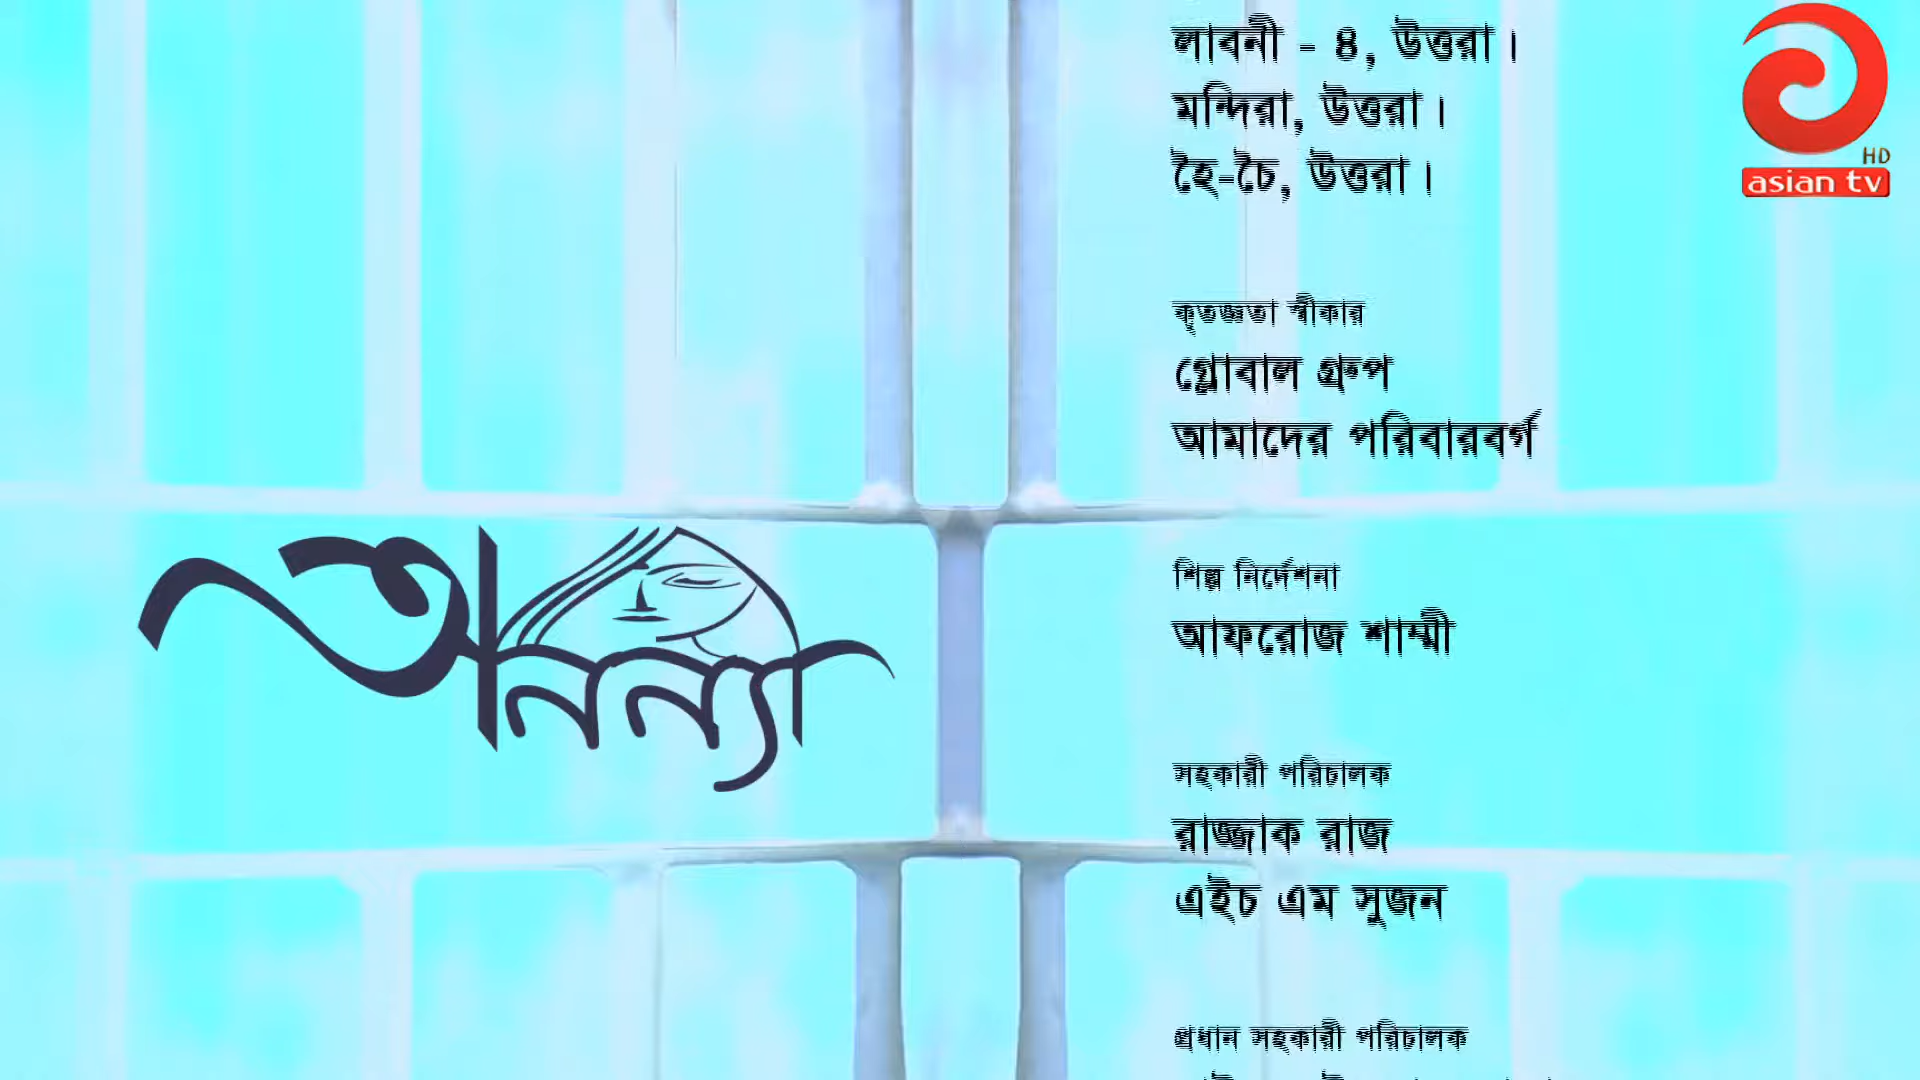 লাবনী - ৪, উত্তরা।
মন্দিরা, উত্তরা।
হৈ-চৈ, উত্তরা।
HD
asian tv
কৃতজ্ঞতা স্বীকার
গ্লোবাল গ্রুপ
আমাদের পরিবারবর্গ
অনন্যা
শিল্প নির্দেশনা
আফরোজ শাম্মী
সহকারী পরিচালক
রাজ্জাক রাজ
এইচ এম সুজন
প্রধান সহকারী পরিচালক